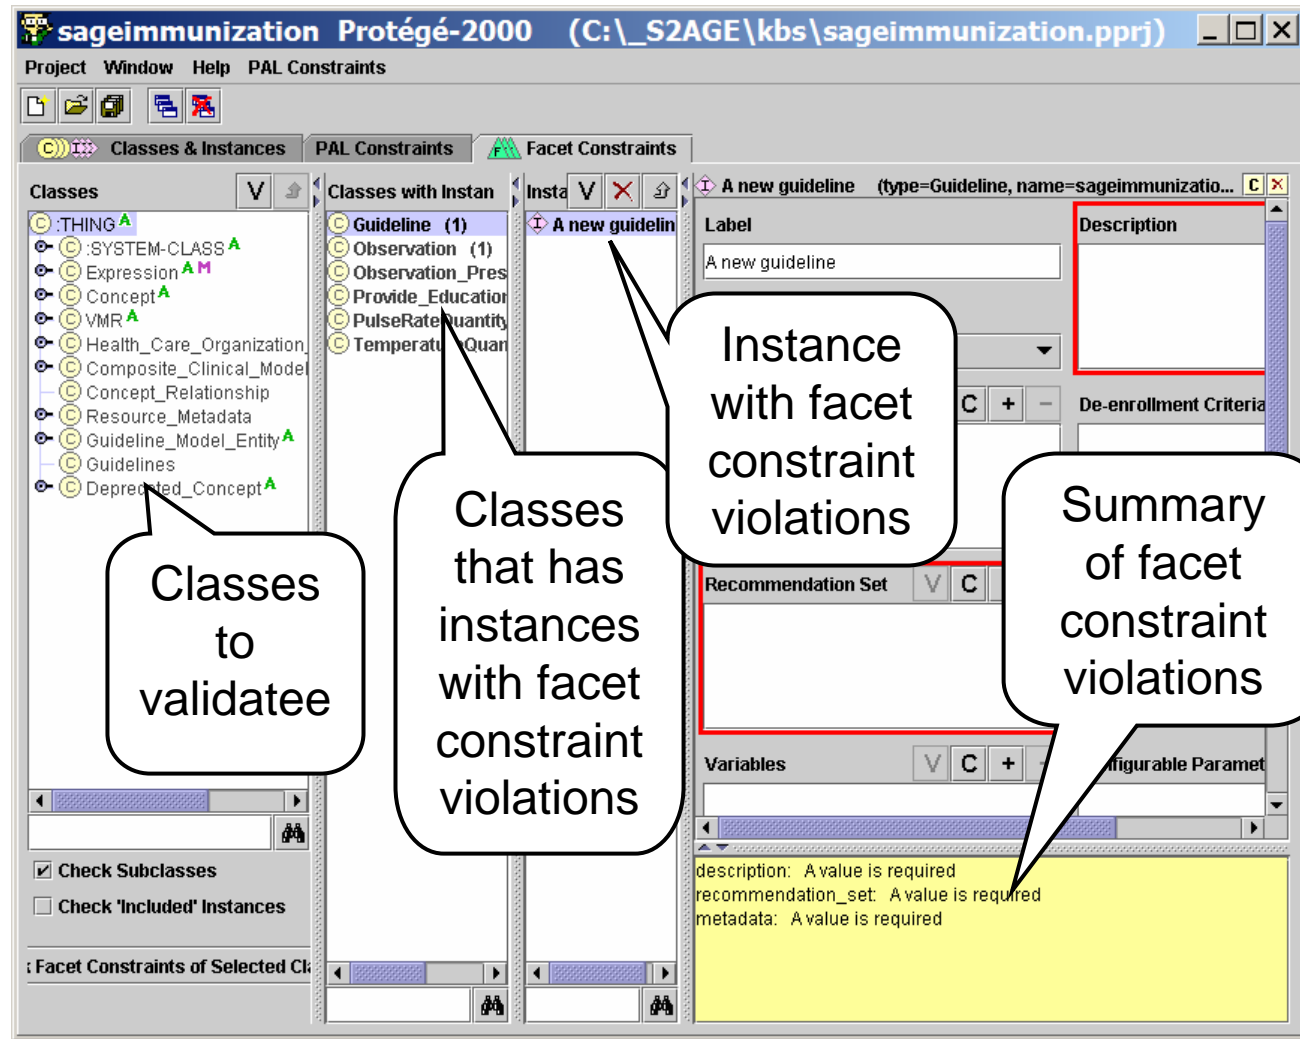 sageimmunization Protégé-2000 (C:\_S2AGE\kbs\sageimmunization.pprj)
Project Window Help PAL Constraints
Classes & Instances
PAL Constraints
Facet Constraints
Classes
V
:THING A
:SYSTEM-CLASS A
Expression A M
Concept A
VMR A
Health_Care_Organization_
Composite_Clinical_Model
Concept_Relationship
Resource_Metadata
Guideline_Model_Entity A
Guidelines
Deprecated_Concept A
Check Subclasses
Check 'Included' Instances
Facet Constraints of Selected Cl
Classes with Instan
Guideline (1)
Observation (1)
Observation_Pres
Provide_Education
PulseRateQuantity
TemperatureQuan
Insta V
A new guidelin
A new guideline (type=Guideline, name=sageimmunizatio... C
Label
A new guideline
Description
C + −
De-enrollment Criteria
Recommendation Set V C
Variables V C +
nfigurable Paramet
description: A value is required
recommendation_set: A value is required
metadata: A value is required
Classes
to
validatee
Classes
that has
instances
with facet
constraint
violations
Instance
with facet
constraint
violations
Summary
of facet
constraint
violations